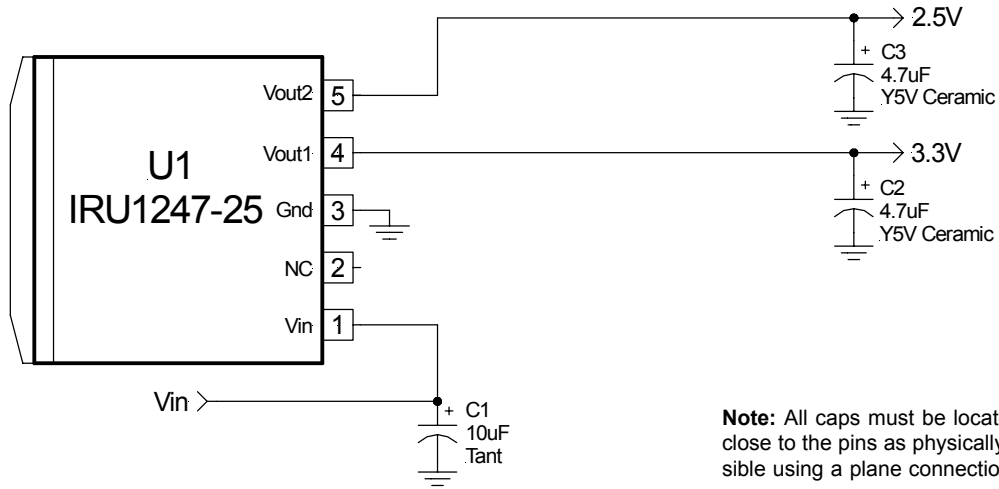 2.5V
C3
+
4.7uF
Y5V Ceramic
Vout2 5
Vout1 4
3.3V
U1
IRU1247-25
Gnd 3
C2
+
4.7uF
Y5V Ceramic
NC 2
Vin 1
Vin
+ C1
10uF
Tant
Note: All caps must be locat
close to the pins as physically
sible using a plane connectio